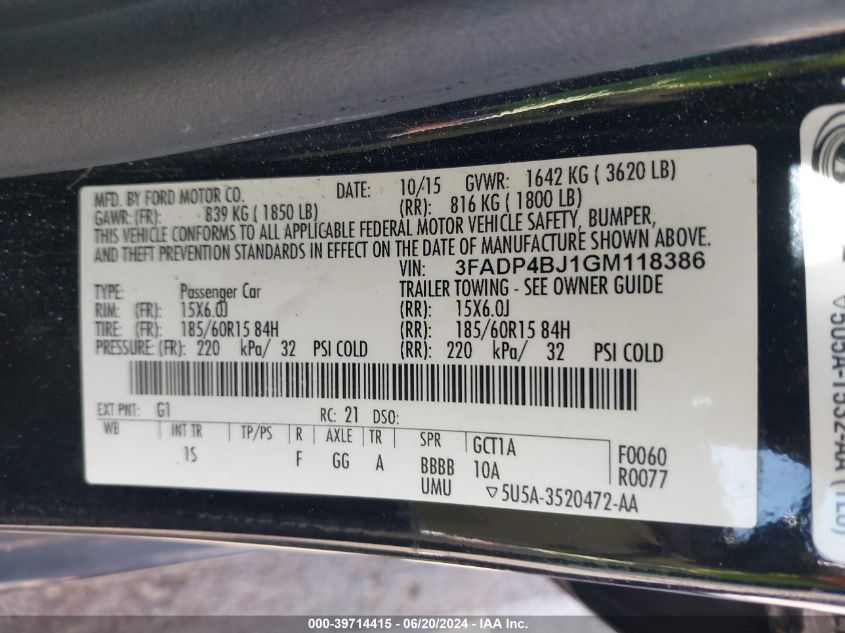 MFD. BY FORD MOTOR CO. DATE: 10/15 GVWR: 1642 KG ( 3620 LB)
GAWR: (FR): 839 KG ( 1850 LB) (RR): 816 KG ( 1800 LB)
THIS VEHICLE CONFORMS TO ALL APPLICABLE FEDERAL MOTOR VEHICLE SAFETY, BUMPER,
AND THEFT PREVENTION STANDARDS IN EFFECT ON THE DATE OF MANUFACTURE SHOWN ABOVE.
VIN: 3FADP4BJ1GM118386
TYPE: Passenger Car TRAILER TOWING - SEE OWNER GUIDE
RIM: (FR): 15X6.0J (RR): 15X6.0J
TIRE: (FR): 185/60R15 84H (RR): 185/60R15 84H
PRESSURE: (FR): 220 kPa/ 32 PSI COLD (RR): 220 kPa/ 32 PSI COLD
EXT PNT: G1 RC: 21 DSO:
WB INT TR TP/PS R AXLE TR SPR GCT1A F0060
1S F GG A BBBB 10A R0077
UMU ▽5U5A-3520472-AA
▽5U5A-1532-AA (TLU)
000-39714415 - 06/20/2024 - IAA Inc.